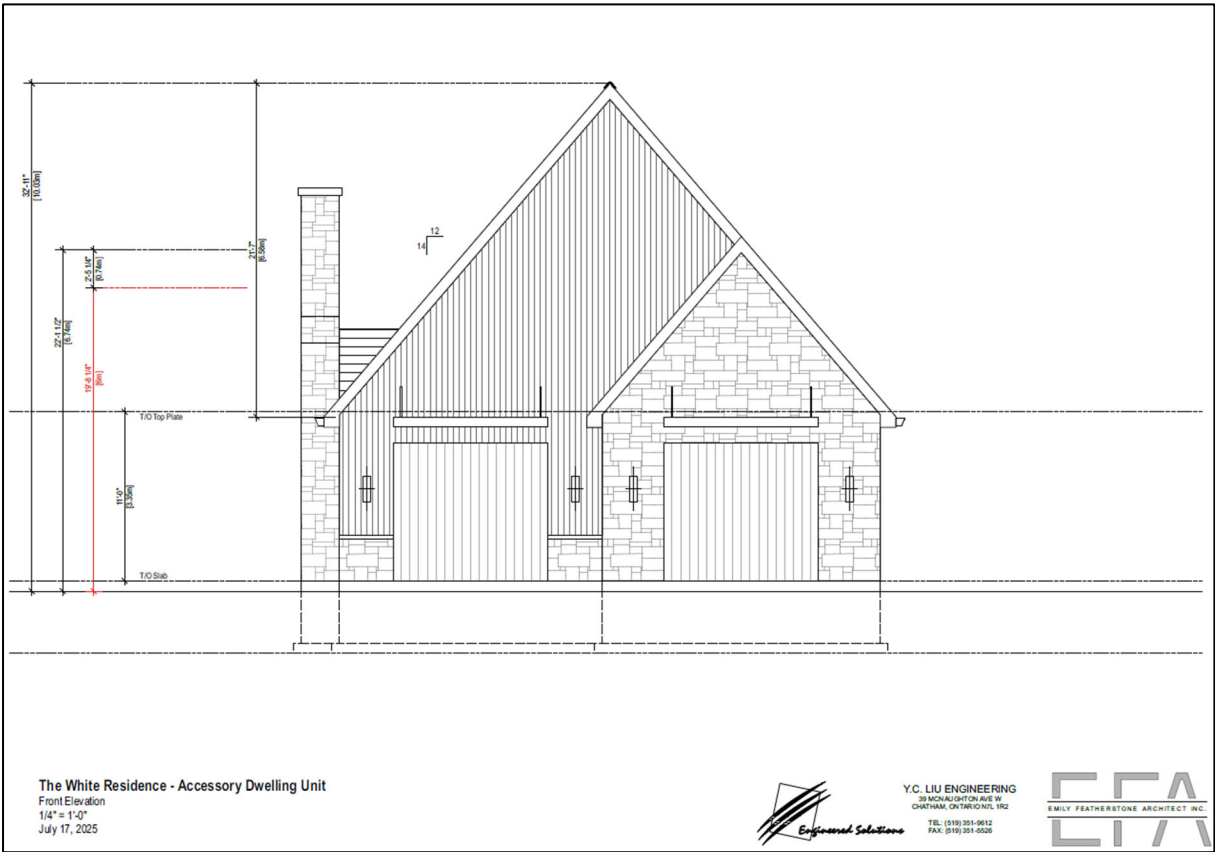 32'-11"
[10.03m]
22'-1 1/2"
[6.74m]
2'-5 1/4"
[0.74m]
19'-8 1/4"
[6m]
21'-7"
[6.58m]
12
14
T/O Top Plate
11'-0"
[3.35m]
T/O Slab
The White Residence - Accessory Dwelling Unit
Front Elevation
1/4" = 1'-0"
July 17, 2025
Engineered Solutions
Y.C. LIU ENGINEERING
39 MCNAUGHTON AVE W
CHATHAM, ONTARIO N7L 1R2
TEL: (519) 351-9612
FAX: (519) 351-5526
EFA
EMILY FEATHERSTONE ARCHITECT INC.